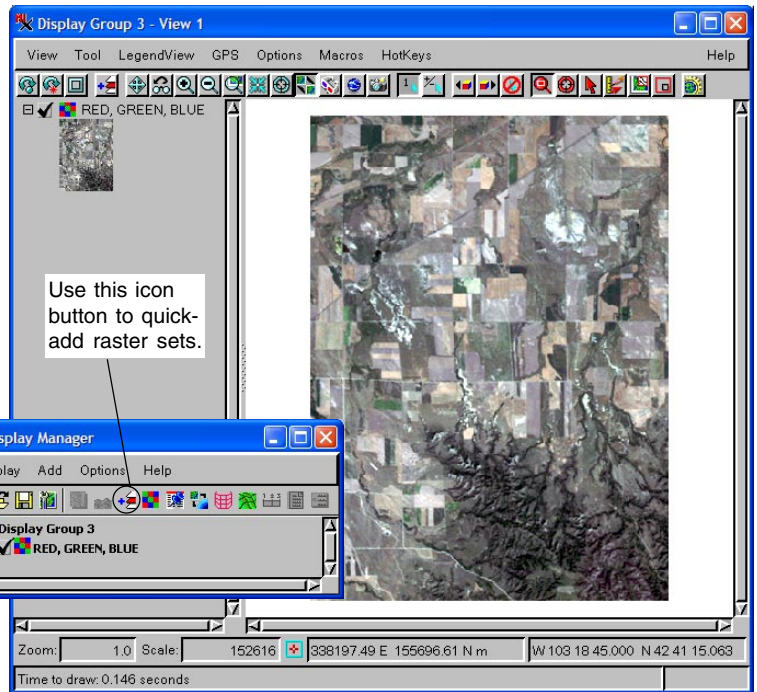 Display Group 3 - View 1
View Tool LegendView GPS Options Macros HotKeys Help
RED, GREEN, BLUE
Use this icon
button to quick-
add raster sets.
splay Manager
play Add Options Help
Display Group 3
RED, GREEN, BLUE
Zoom: 1.0 Scale: 152616 338197.49 E 155696.61 N m W 103 18 45.000 N 42 41 15.063
Time to draw: 0.146 seconds